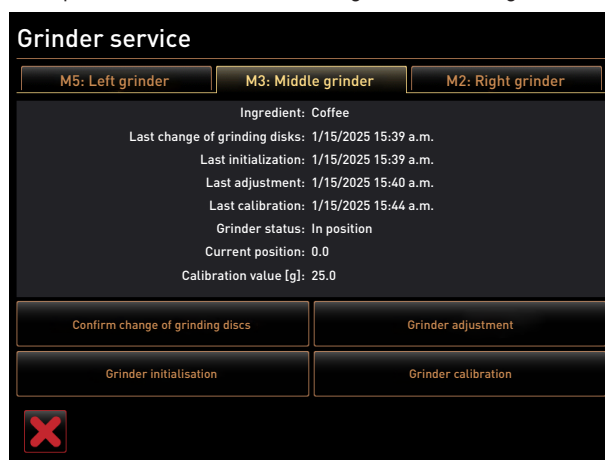 Grinder service
M5: Left grinder M3: Middle grinder M2: Right grinder
Ingredient: Coffee
Last change of grinding disks: 1/15/2025 15:39 a.m.
Last initialization: 1/15/2025 15:39 a.m.
Last adjustment: 1/15/2025 15:40 a.m.
Last calibration: 1/15/2025 15:44 a.m.
Grinder status: In position
Current position: 0.0
Calibration value [g]: 25.0
Confirm change of grinding discs Grinder adjustment
Grinder initialisation Grinder calibration